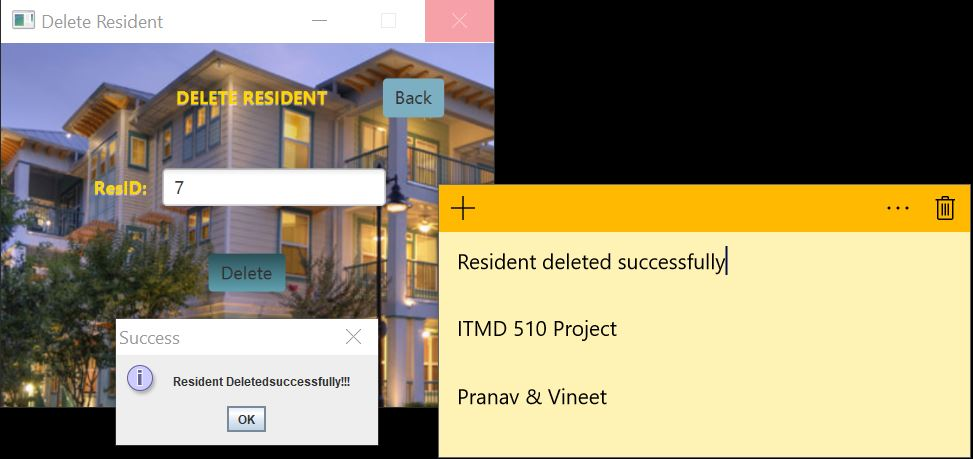 Delete Resident
DELETE RESIDENT
Back
ResID:
7
Delete
Success
Resident Deletedsuccessfully!!!
OK
Resident deleted successfully
ITMD 510 Project
Pranav & Vineet